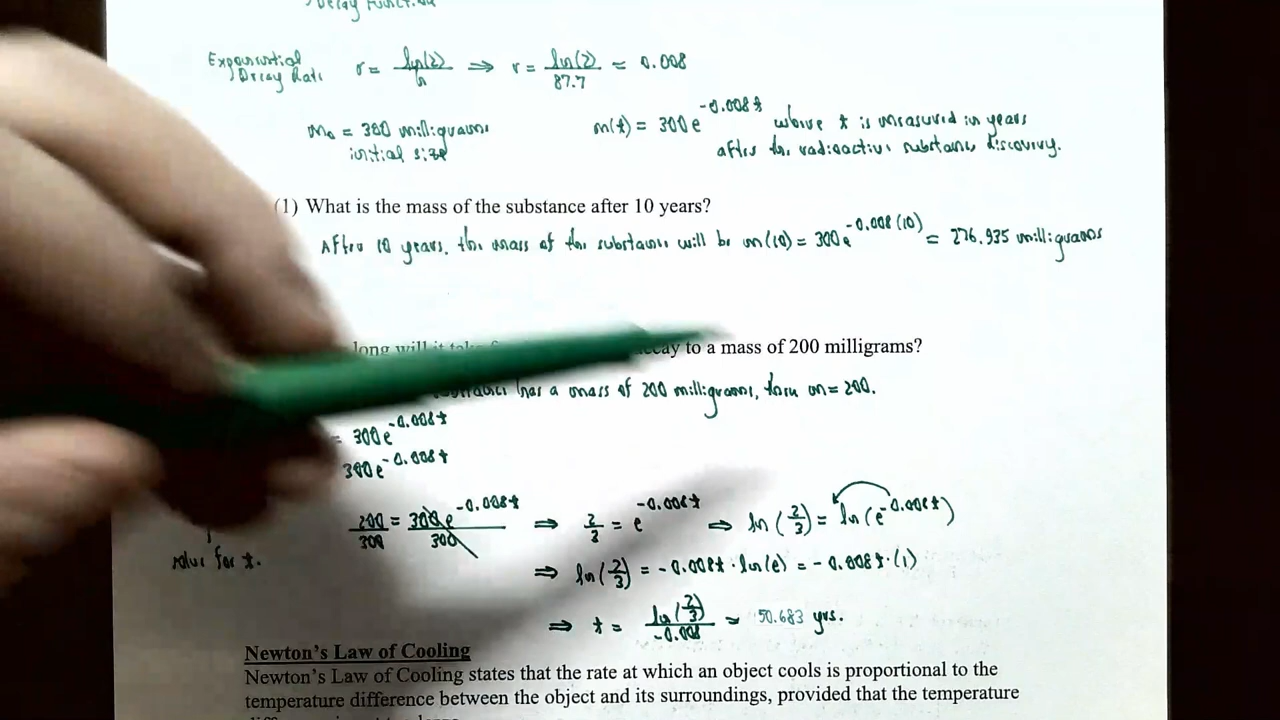 Decay Function
Exponential Decay Rate r = ln(2)/h ⇒ r = ln(2)/87.7 ≈ 0.008
m₀ = 300 milligrams m(t) = 300e^-0.008t where t is measured in years
initial size after the radioactive substance discovery.
(1) What is the mass of the substance after 10 years?
After 10 years, the mass of the substance will be m(10) = 300e^-0.008(10) = 276.935 milligrams
long will it take decay to a mass of 200 milligrams?
has a mass of 200 milligrams, then m = 200.
= 300e^-0.008t
300e^-0.008t
200/300 = 300e^-0.008t/300 ⇒ 2/3 = e^-0.008t ⇒ ln(2/3) = ln(e^-0.008t)
solve for t. ⇒ ln(2/3) = -0.008t · ln(e) = -0.008t · (1)
⇒ t = ln(2/3)/-0.008 ≈ 50.683 yrs.
Newton's Law of Cooling
Newton's Law of Cooling states that the rate at which an object cools is proportional to the
temperature difference between the object and its surroundings, provided that the temperature